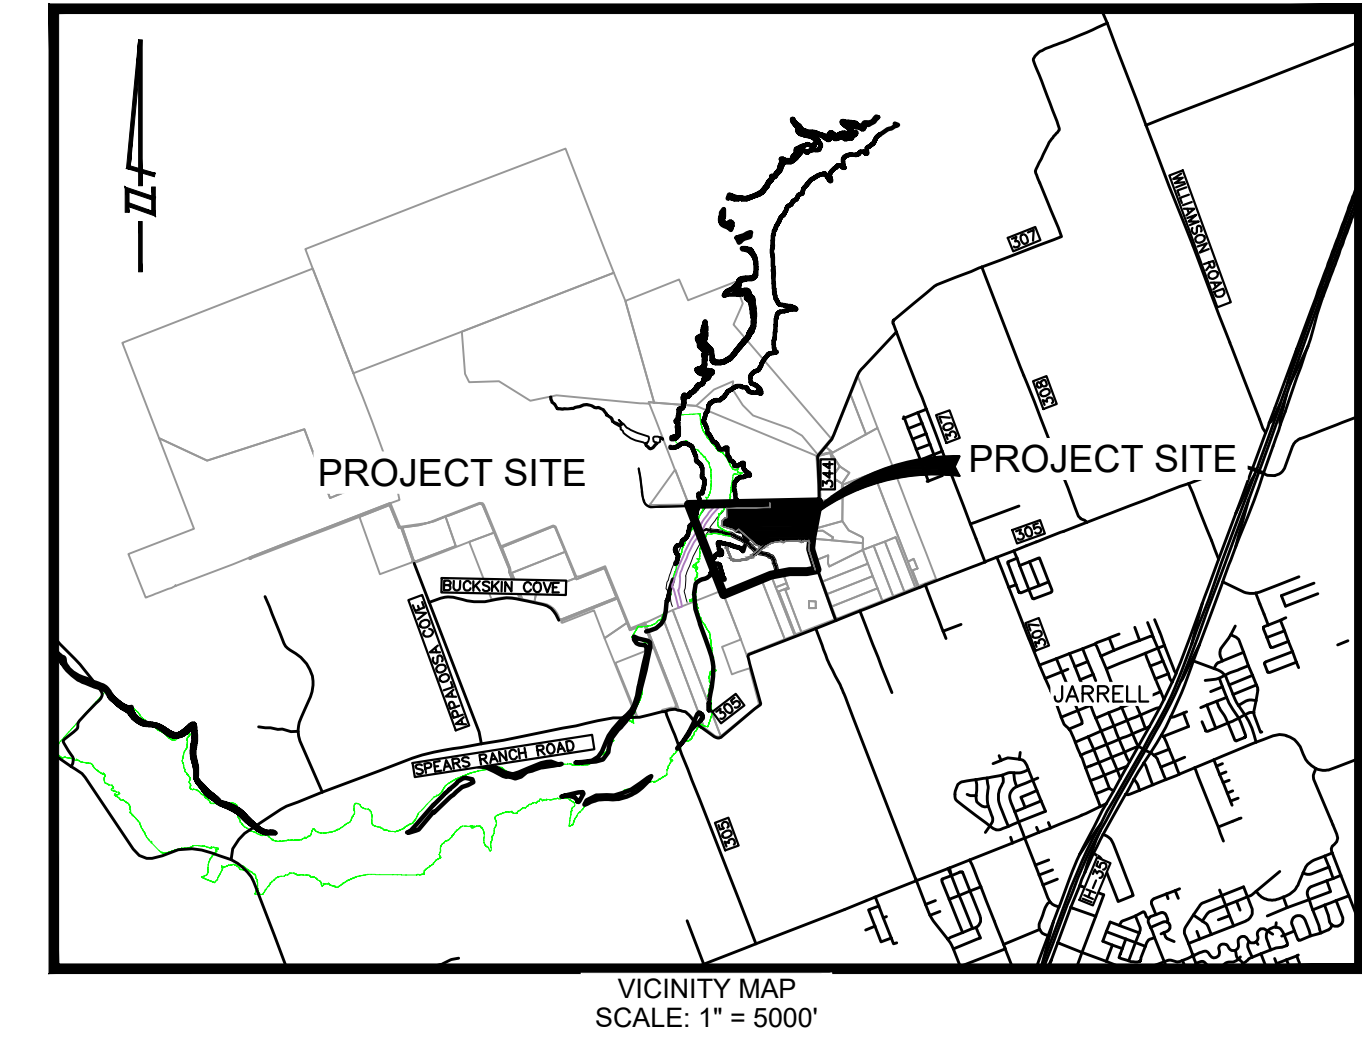 N
WILLIAMSON ROAD
307
308
307
PROJECT SITE
PROJECT SITE
344
305
BUCKSKIN COVE
APPALOOSA COVE
307
JARRELL
305
SPEARS RANCH ROAD
305
IH-35
VICINITY MAP
SCALE: 1" = 5000'